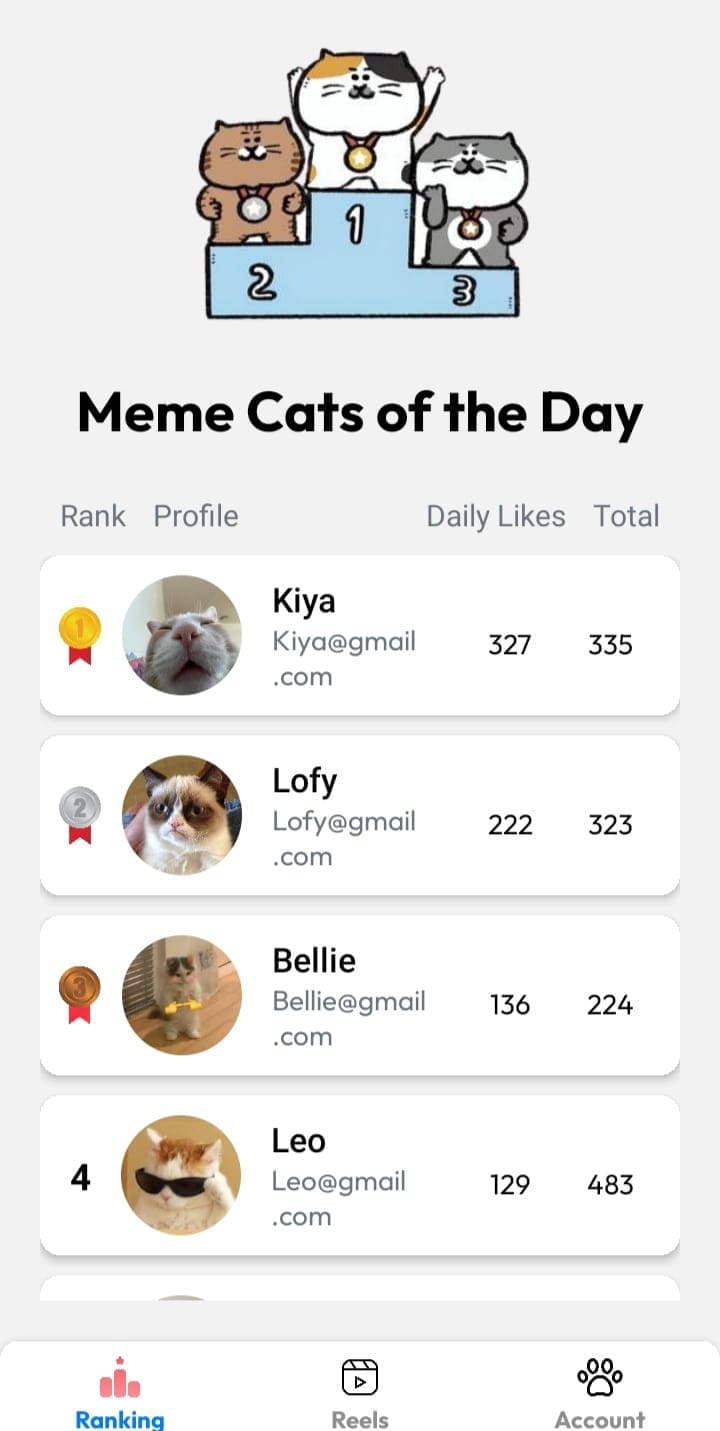 1
2
3
Meme Cats of the Day
Rank Profile Daily Likes Total
1
Kiya
Kiya@gmail
.com
327 335
2
Lofy
Lofy@gmail
.com
222 323
3
Bellie
Bellie@gmail
.com
136 224
4
Leo
Leo@gmail
.com
129 483
Ranking Reels Account